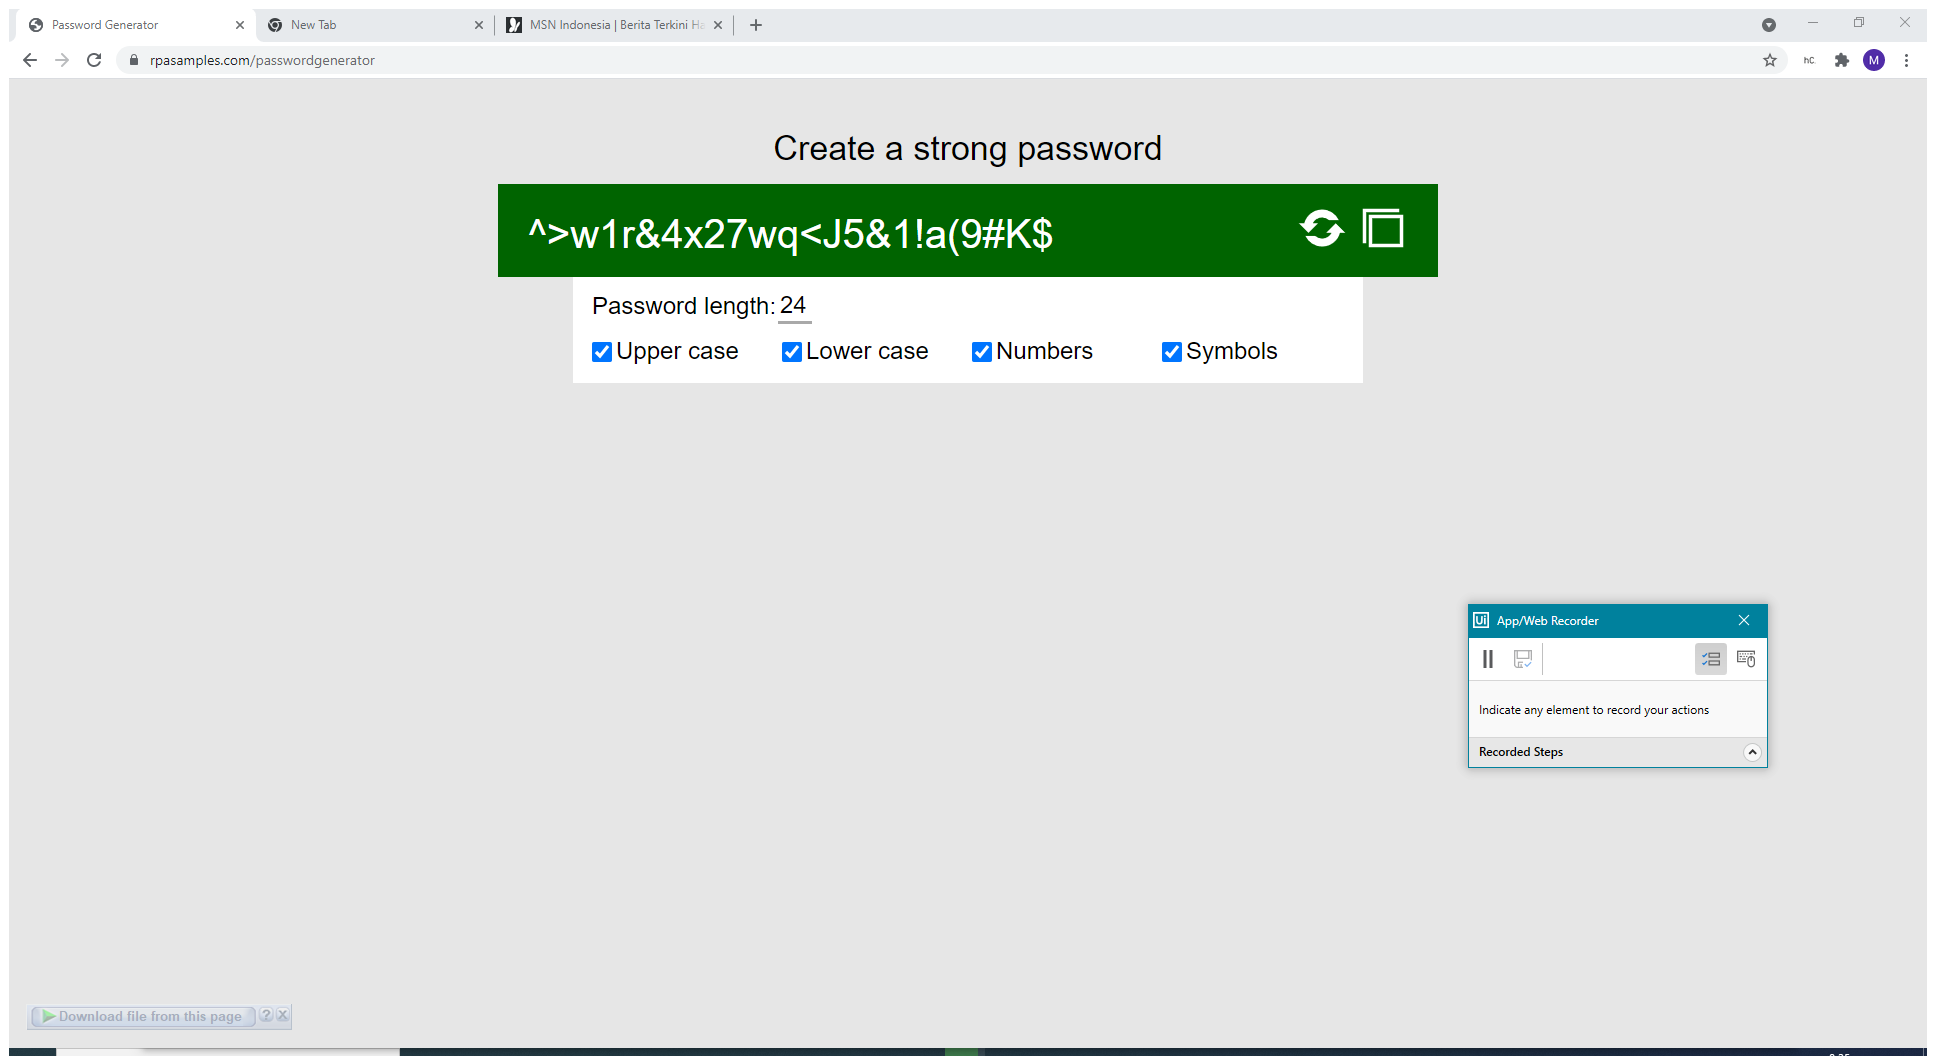 Password Generator
New Tab
MSN Indonesia | Berita Terkini Ha
rpasamples.com/passwordgenerator
hC.
M
Create a strong password
^>w1r&4x27wq<J5&1!a(9#K$
Password length: 24
Upper case
Lower case
Numbers
Symbols
Ui App/Web Recorder
Indicate any element to record your actions
Recorded Steps
Download file from this page
?
X